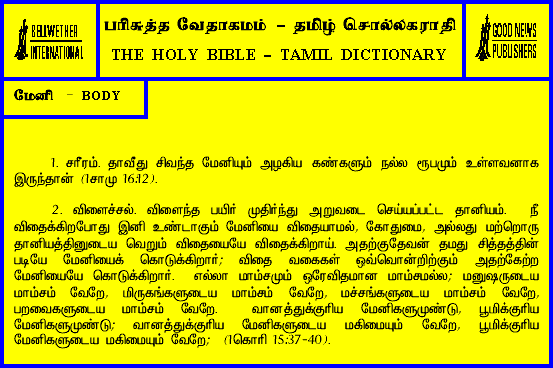 BELLWETHER
INTERNATIONAL
பரிசுத்த வேதாகமம் - தமிழ் சொல்லகராதி
THE HOLY BIBLE - TAMIL DICTIONARY
GOOD NEWS
PUBLISHERS
மேனி - BODY
1. சரீரம். தாவீது சிவந்த மேனியும் அழகிய கண்களும் நல்ல ரூபமும் உள்ளவனாக
இருந்தான் (1சாமு 16:12).
2. விளைச்சல். விளைந்த பயிர் முதிர்ந்து அறுவடை செய்யப்பட்ட தானியம். நீ
விதைக்கிறபோது இனி உண்டாகும் மேனியை விதையாமல், கோதுமை, அல்லது மற்றொரு
தானியத்தினுடைய வெறும் விதையையே விதைக்கிறாய். அதற்குதேவன் தமது சித்தத்தின்
படியே மேனியைக் கொடுக்கிறார்; விதை வகைகள் ஒவ்வொன்றிற்கும் அதற்கேற்ற
மேனியையே கொடுக்கிறார். எல்லா மாம்சமும் ஒரேவிதமான மாம்சமல்ல; மனுஷருடைய
மாம்சம் வேறே, மிருகங்களுடைய மாம்சம் வேறே, மச்சங்களுடைய மாம்சம் வேறே,
பறவைகளுடைய மாம்சம் வேறே. வானத்துக்குரிய மேனிகளுமுண்டு, பூமிக்குரிய
மேனிகளுமுண்டு; வானத்துக்குரிய மேனிகளுடைய மகிமையும் வேறே, பூமிக்குரிய
மேனிகளுடைய மகிமையும் வேறே; (1கொரி 15:37-40).